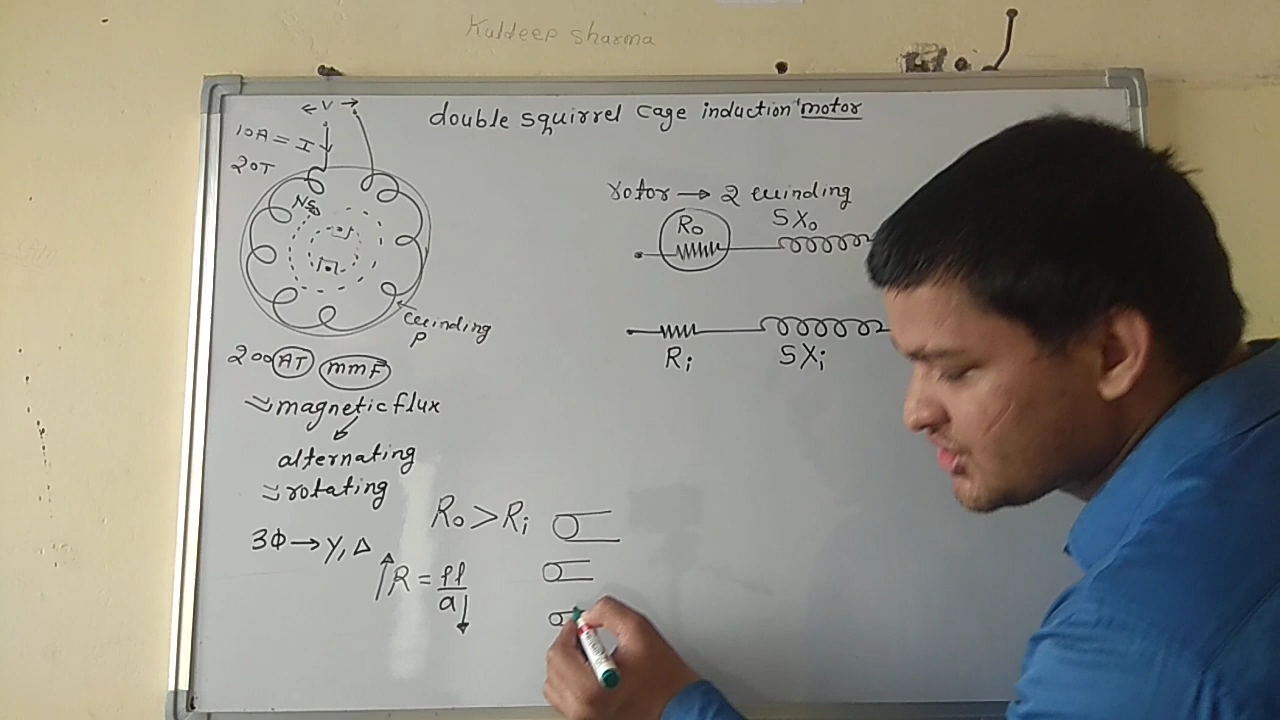 Kuldeep sharma
double squirrel cage induction motor
← V →
10A = I
20T
NS
winding
P
200 AT mmF
magnetic flux
alternating
rotating
3Φ → Y, Δ
rotor → 2 winding
Ro SXo
Ri SXi
Ro > Ri
↑R = ρl/a↓